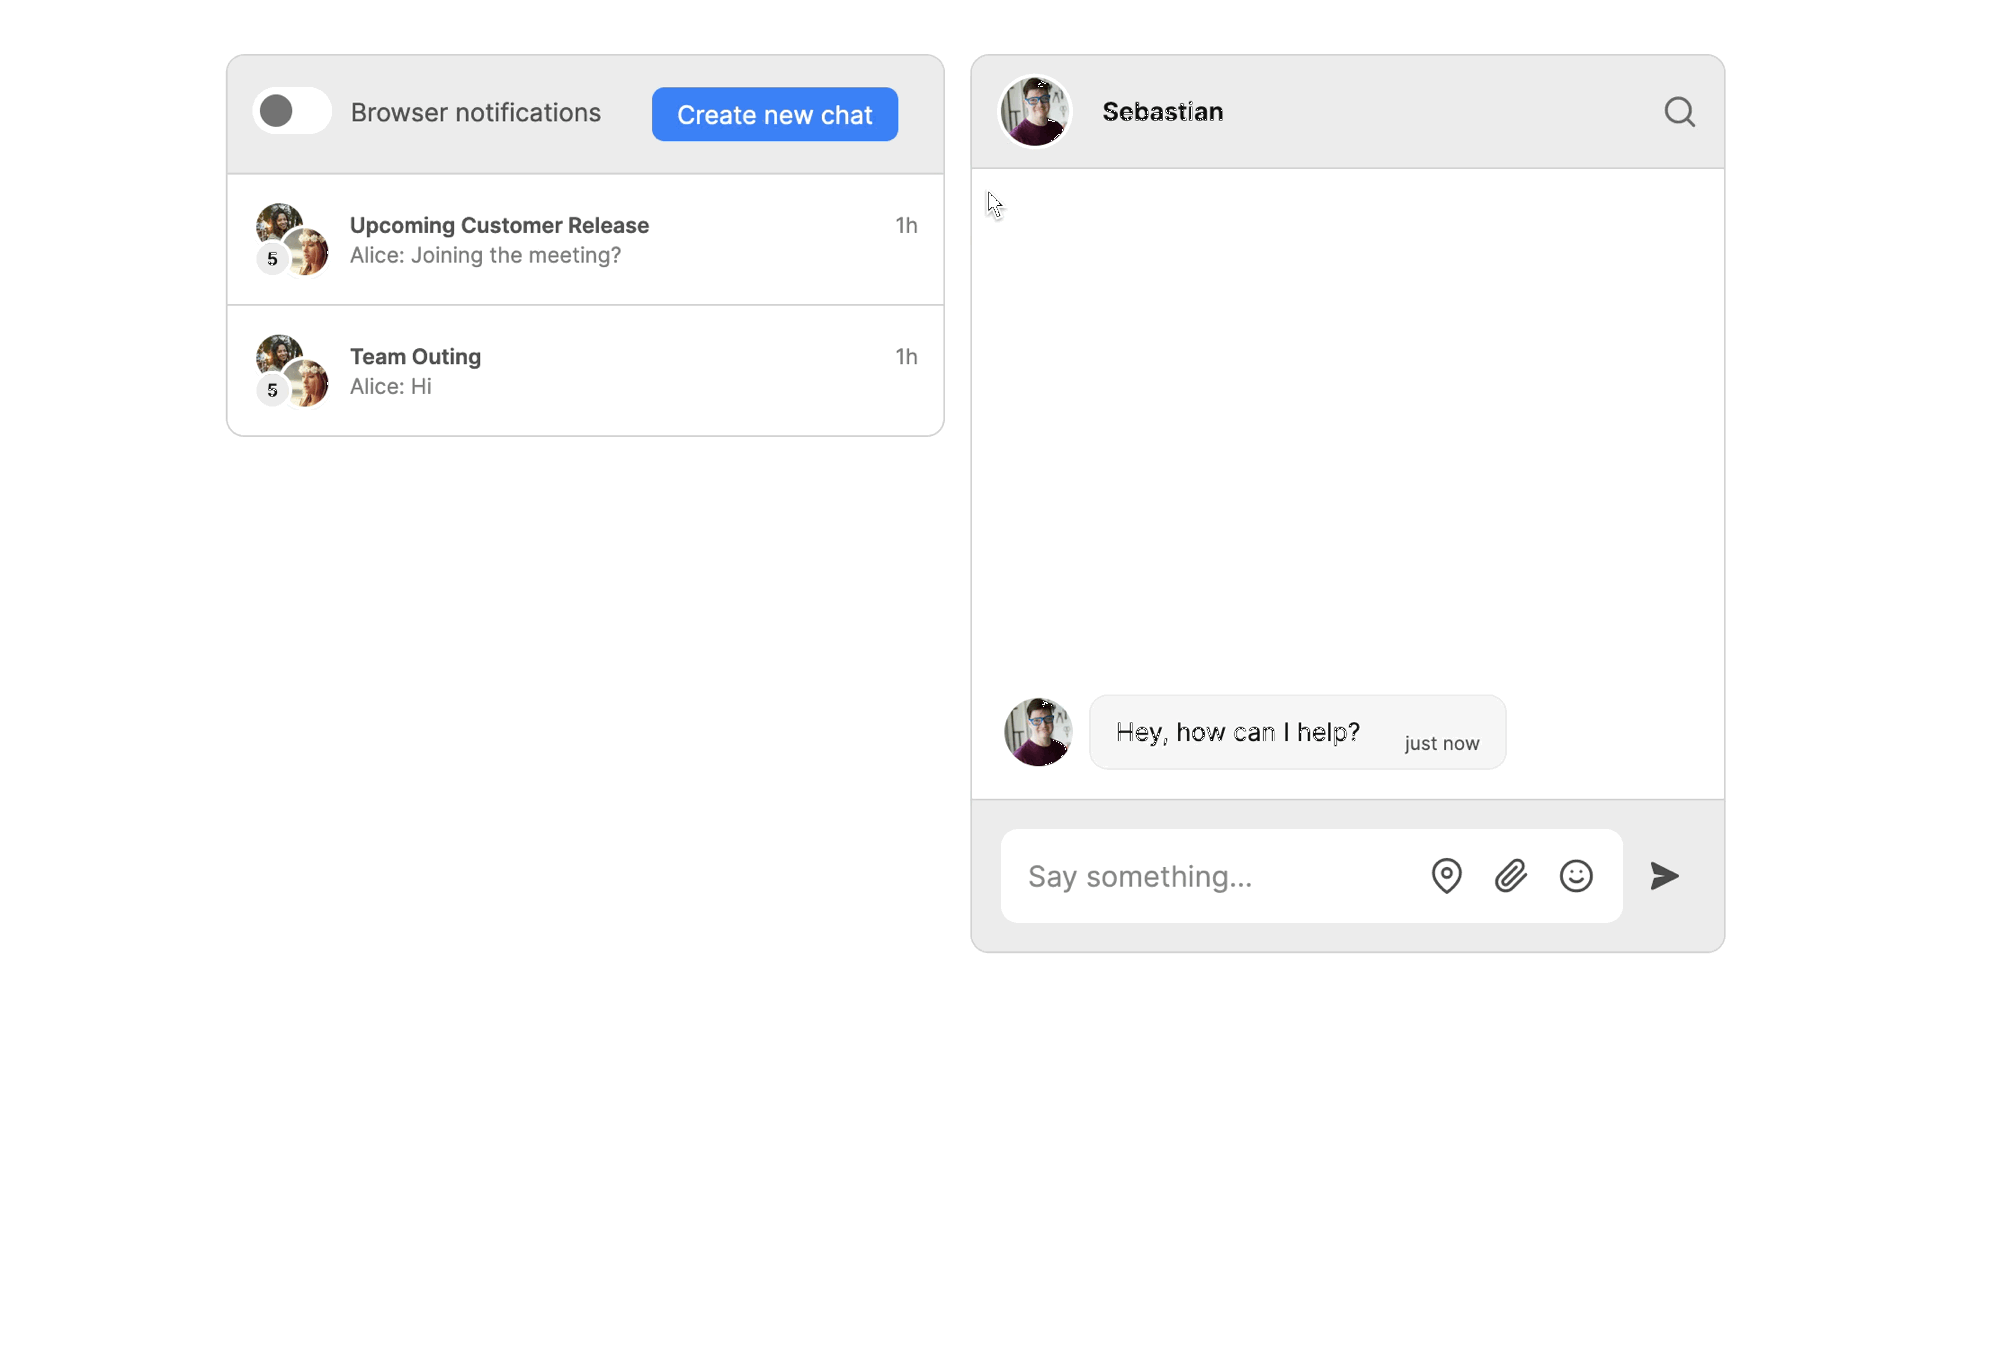 Browser notifications
Create new chat
Upcoming Customer Release
1h
Alice: Joining the meeting?
5
Team Outing
1h
Alice: Hi
5
Sebastian
Hey, how can I help?
just now
Say something...